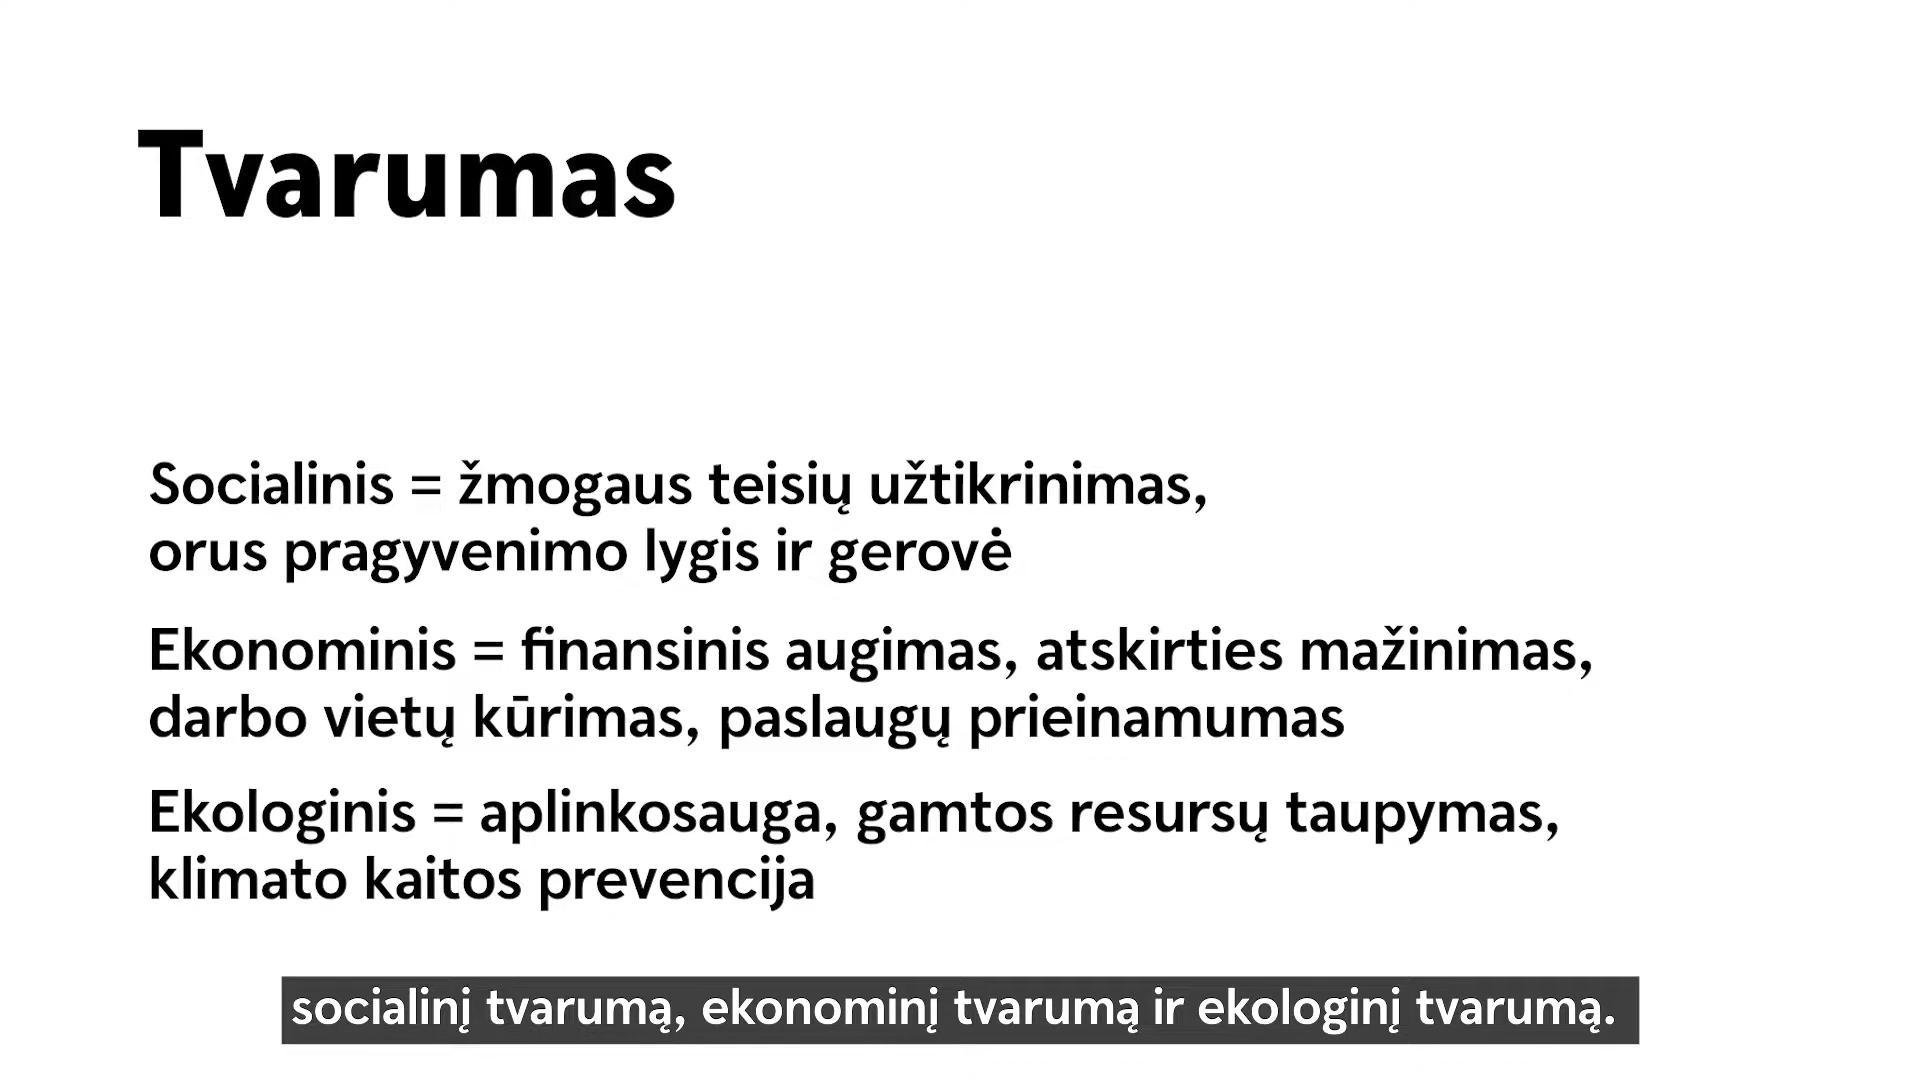 Tvarumas
Socialinis = žmogaus teisių užtikrinimas,
orus pragyvenimo lygis ir gerovė
Ekonominis = finansinis augimas, atskirties mažinimas,
darbo vietų kūrimas, paslaugų prieinamumas
Ekologinis = aplinkosauga, gamtos resursų taupymas,
klimato kaitos prevencija
socialinį tvarumą, ekonominį tvarumą ir ekologinį tvarumą.